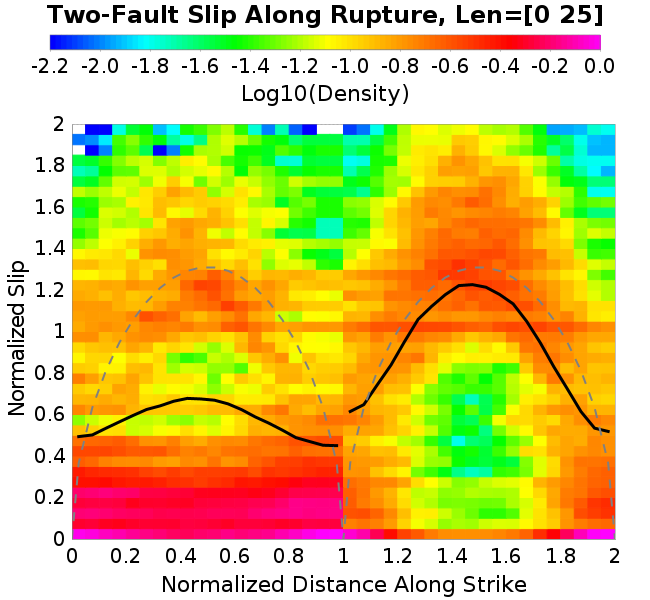 Two-Fault Slip Along Rupture, Len=[0 25]
-2.2 -2.0 -1.8 -1.6 -1.4 -1.2 -1.0 -0.8 -0.6 -0.4 -0.2 0.0
Log10(Density)
2
1.8
1.6
1.4
1.2
1
0.8
0.6
0.4
0.2
0
Normalized Slip
0 0.2 0.4 0.6 0.8 1 1.2 1.4 1.6 1.8 2
Normalized Distance Along Strike